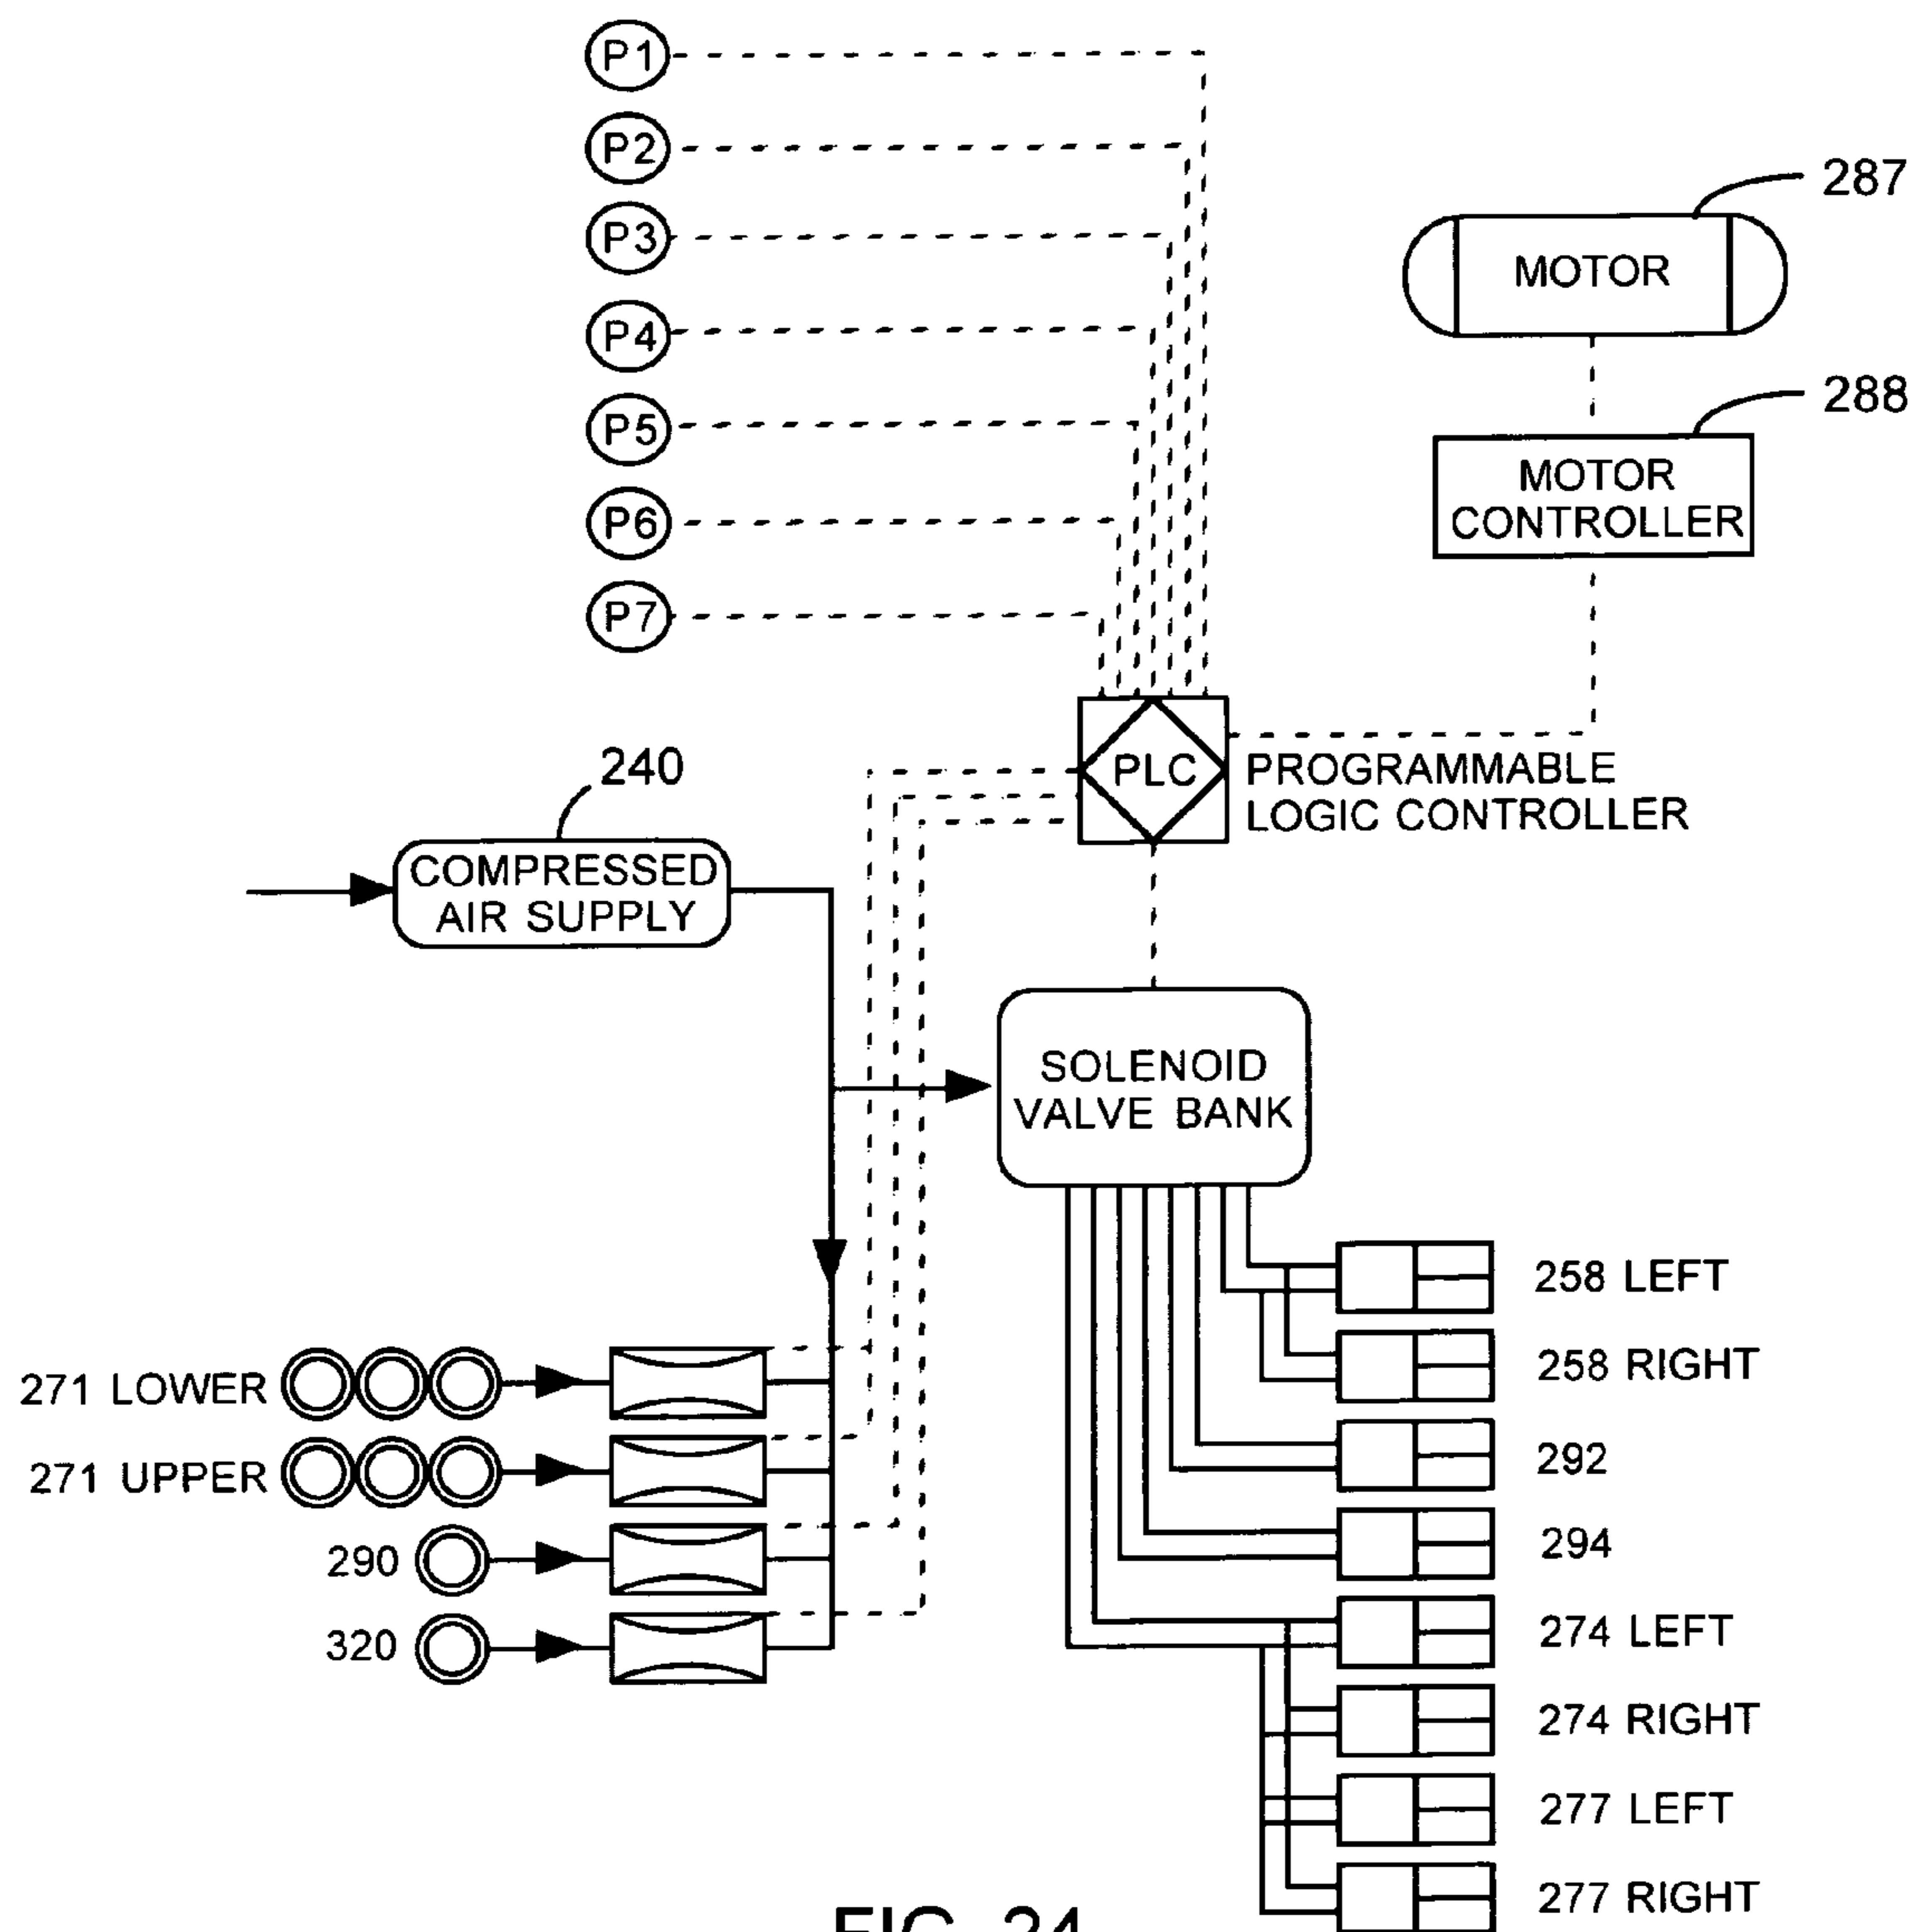 P1
P2
P3
P4
P5
P6
P7
287
MOTOR
288
MOTOR
CONTROLLER
PLC
PROGRAMMABLE
LOGIC CONTROLLER
240
COMPRESSED
AIR SUPPLY
SOLENOID
VALVE BANK
258 LEFT
258 RIGHT
292
294
274 LEFT
274 RIGHT
277 LEFT
277 RIGHT
271 LOWER
271 UPPER
290
320
FIG. 24